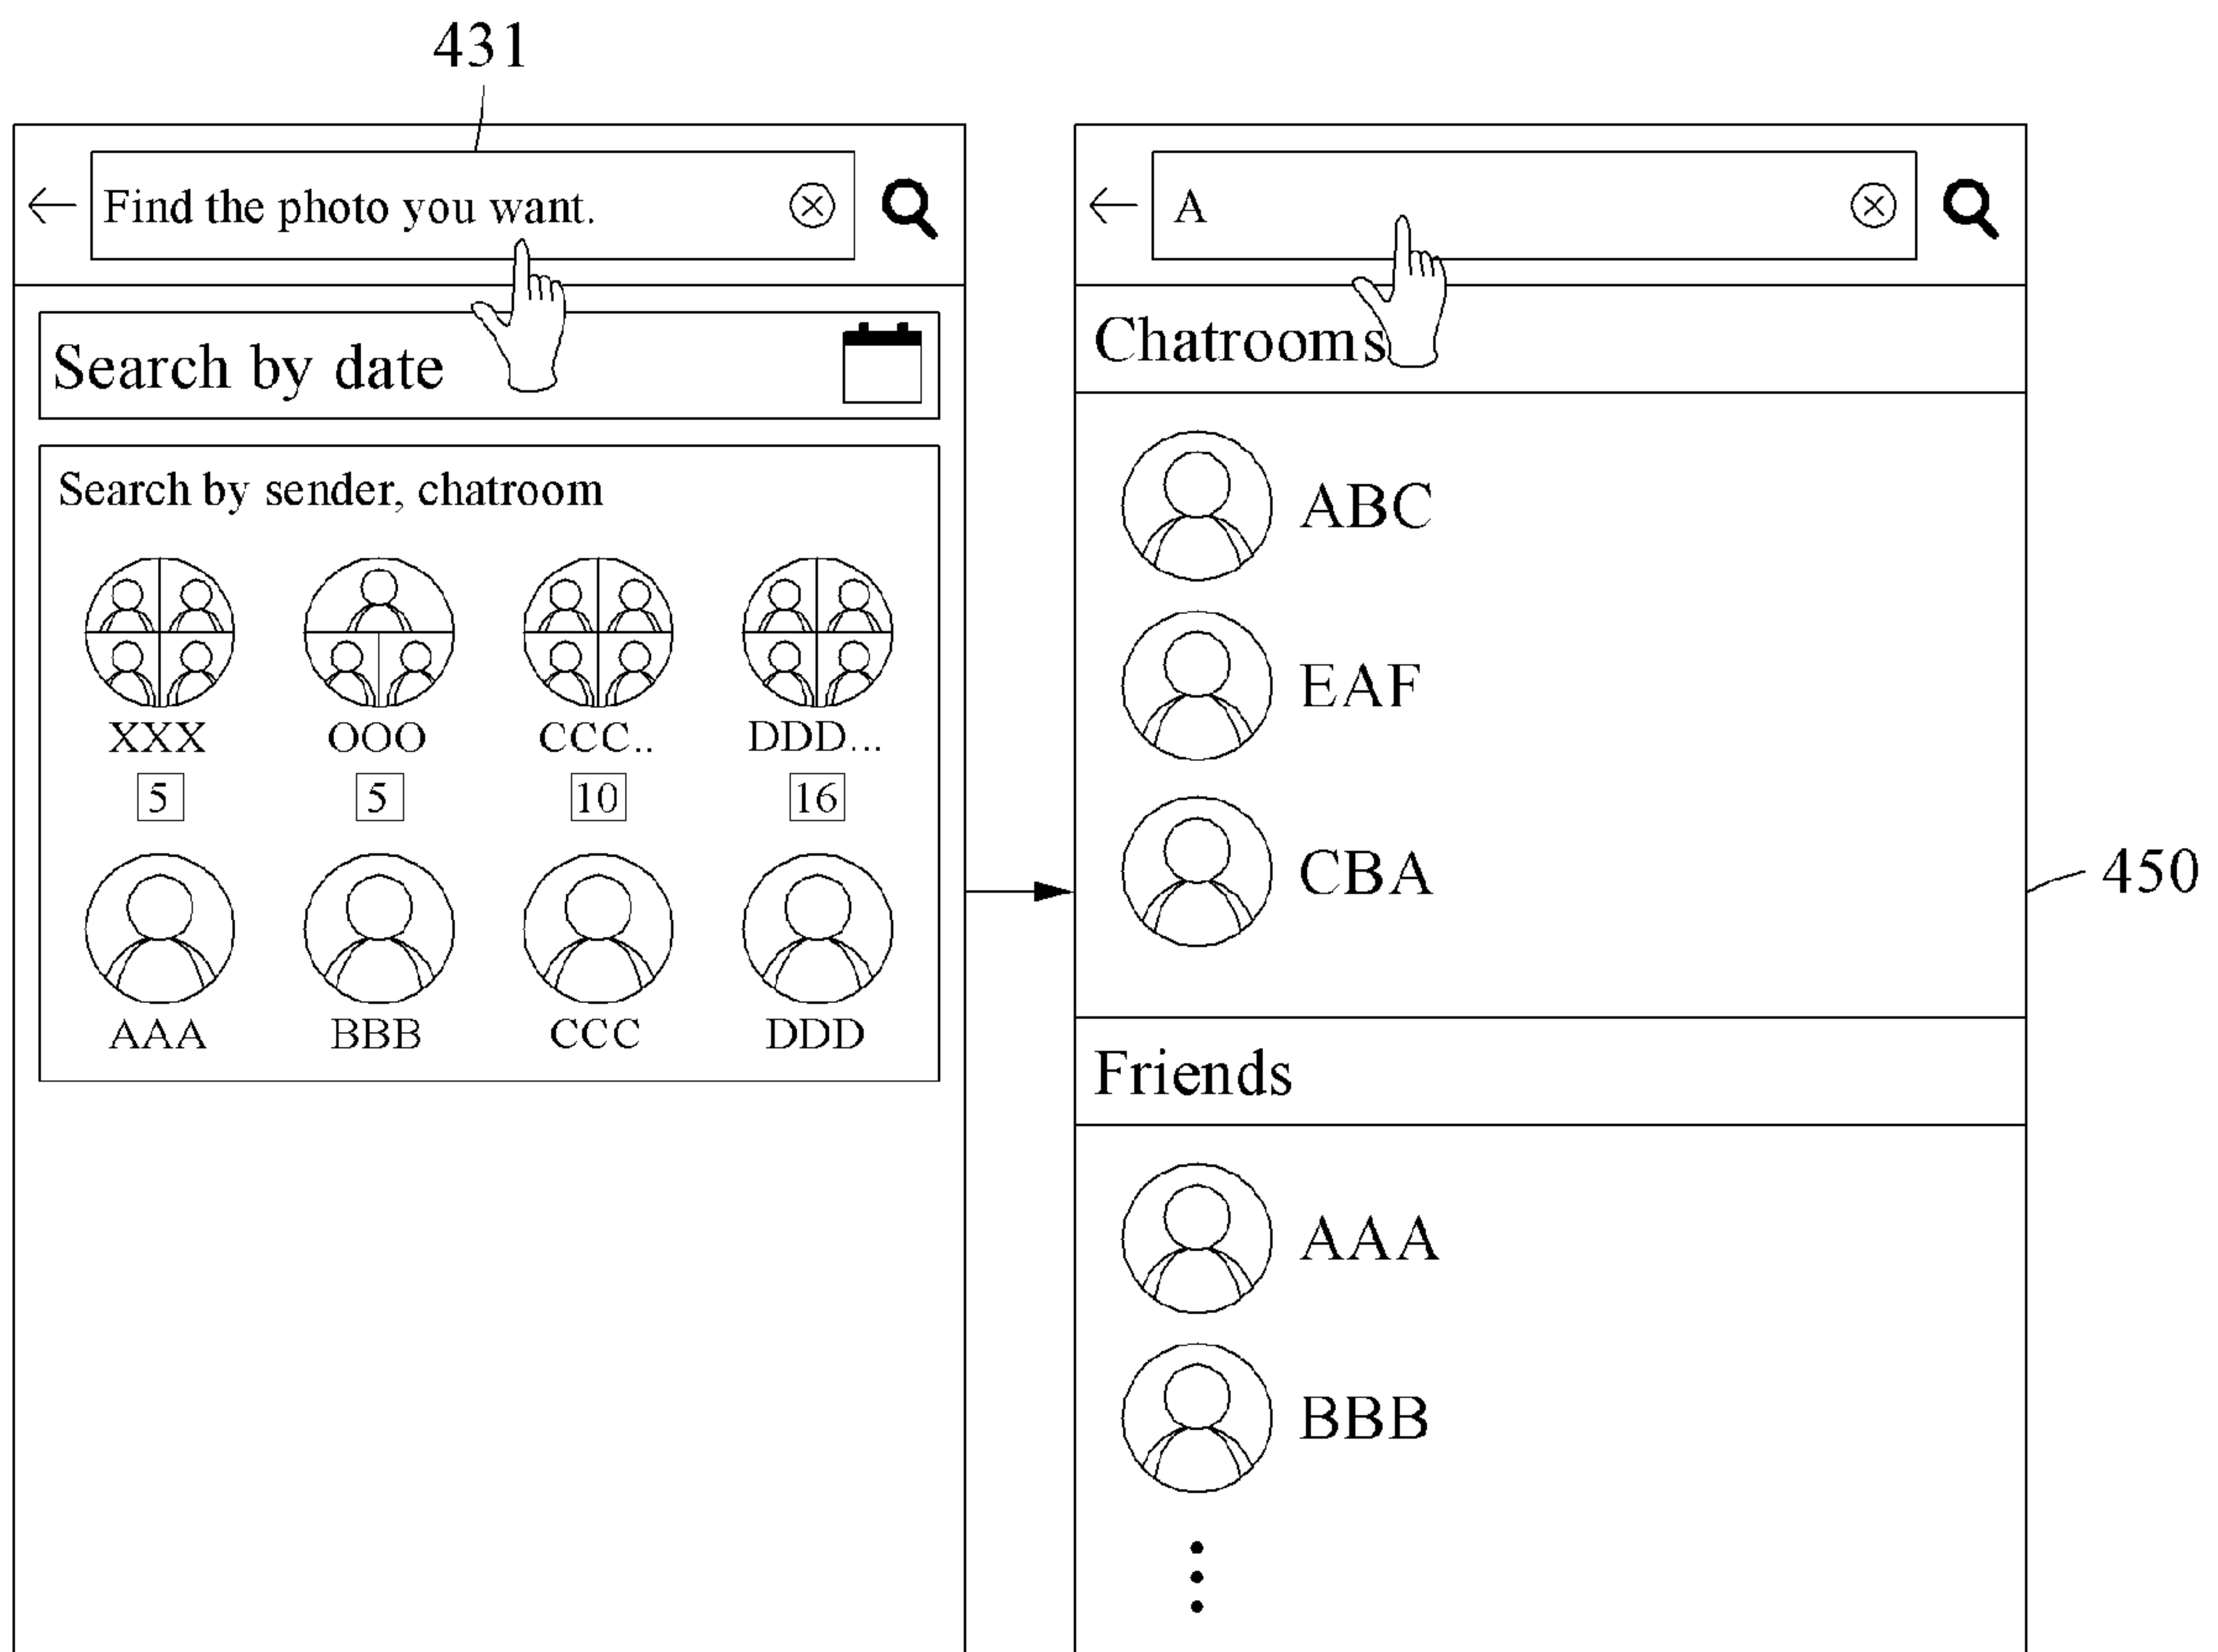 431
Find the photo you want.
Search by date
Search by sender, chatroom
XXX OOO CCC.. DDD...
5 5 10 16
AAA BBB CCC DDD
A
Chatrooms
ABC
EAF
CBA
450
Friends
AAA
BBB